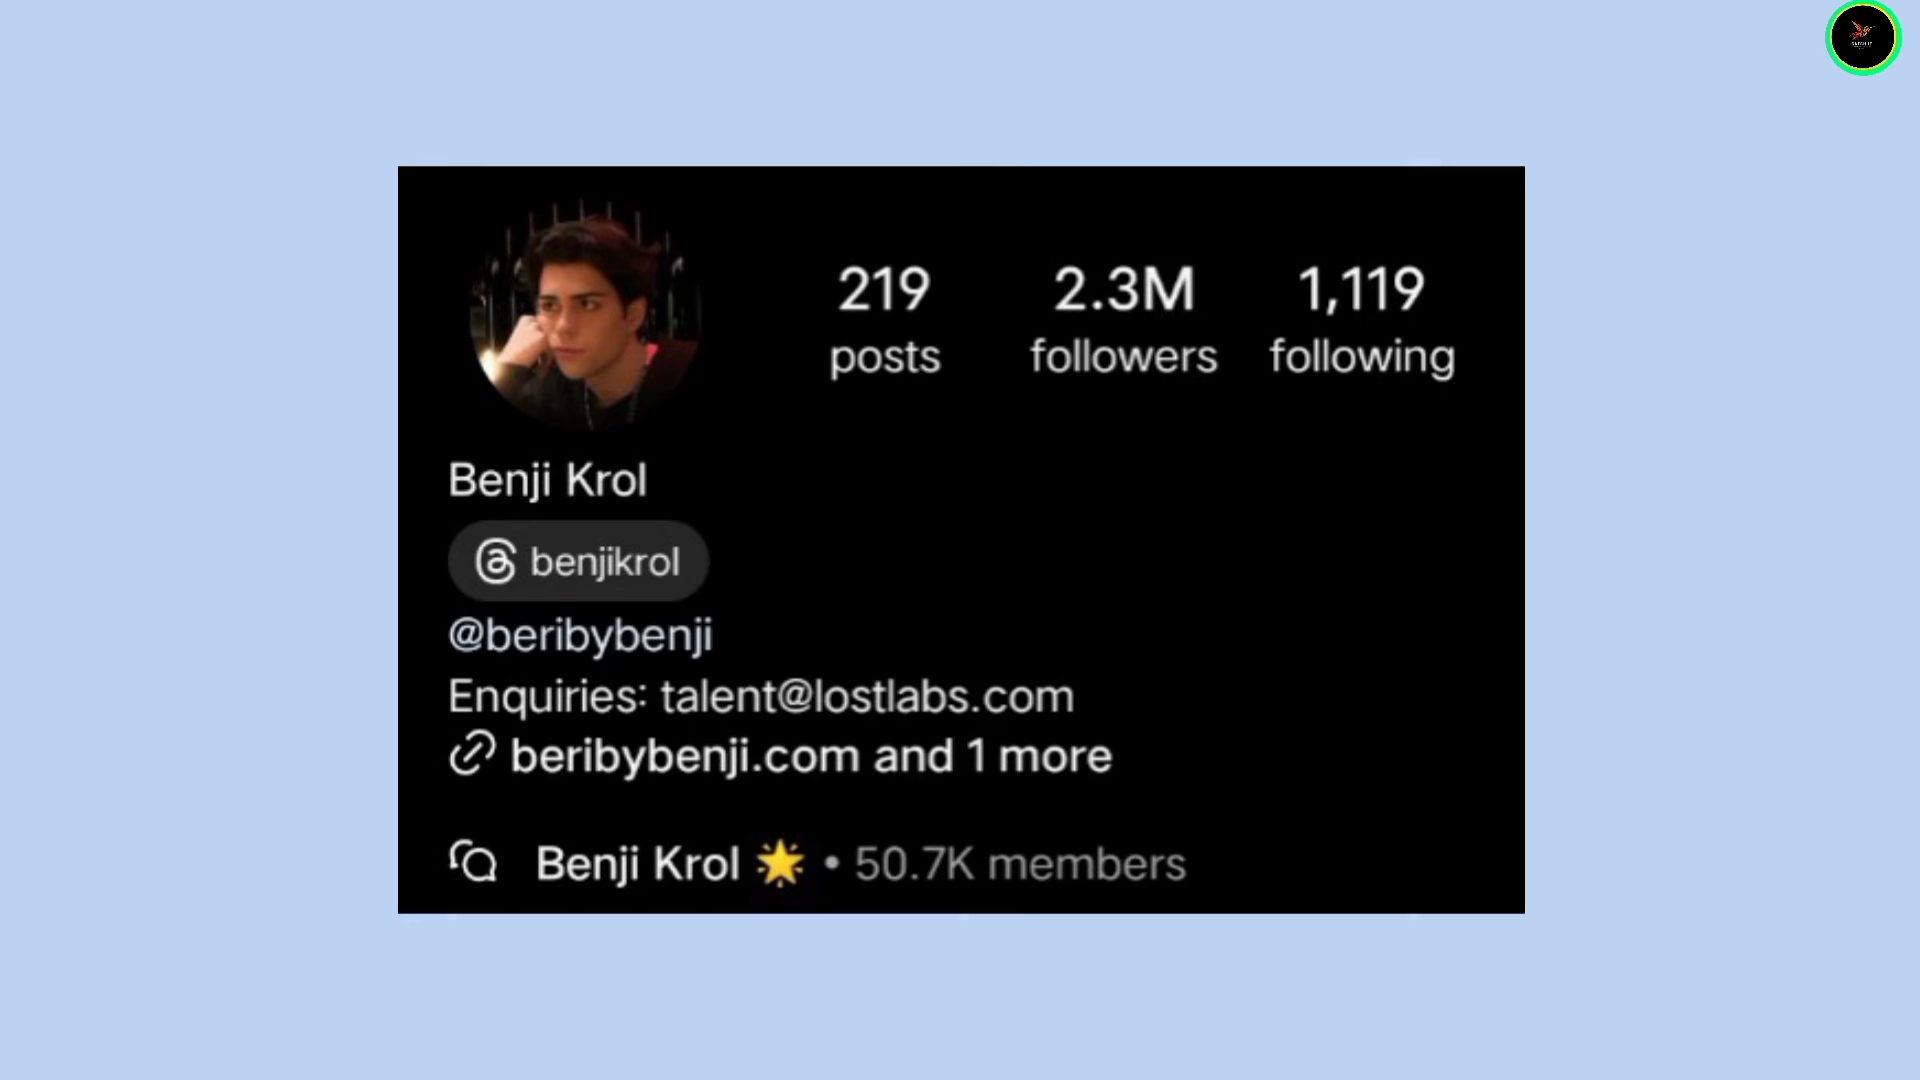 219 2.3M 1,119
posts followers following
Benji Krol
benjikrol
@beribybenji
Enquiries: talent@lostlabs.com
beribybenji.com and 1 more
Benji Krol 🌟 • 50.7K members